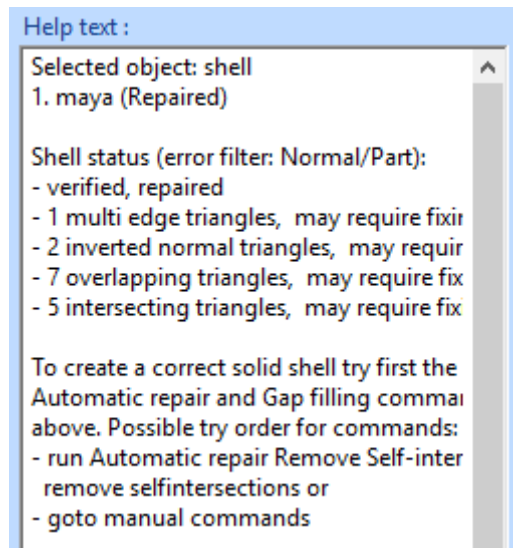 Help text :
Selected object: shell
1. maya (Repaired)
Shell status (error filter: Normal/Part):
- verified, repaired
- 1 multi edge triangles,  may require fixin
- 2 inverted normal triangles,  may requir
- 7 overlapping triangles,  may require fix
- 5 intersecting triangles,  may require fix
To create a correct solid shell try first the
Automatic repair and Gap filling comman
above. Possible try order for commands:
- run Automatic repair Remove Self-inter
remove selfintersections or
- goto manual commands